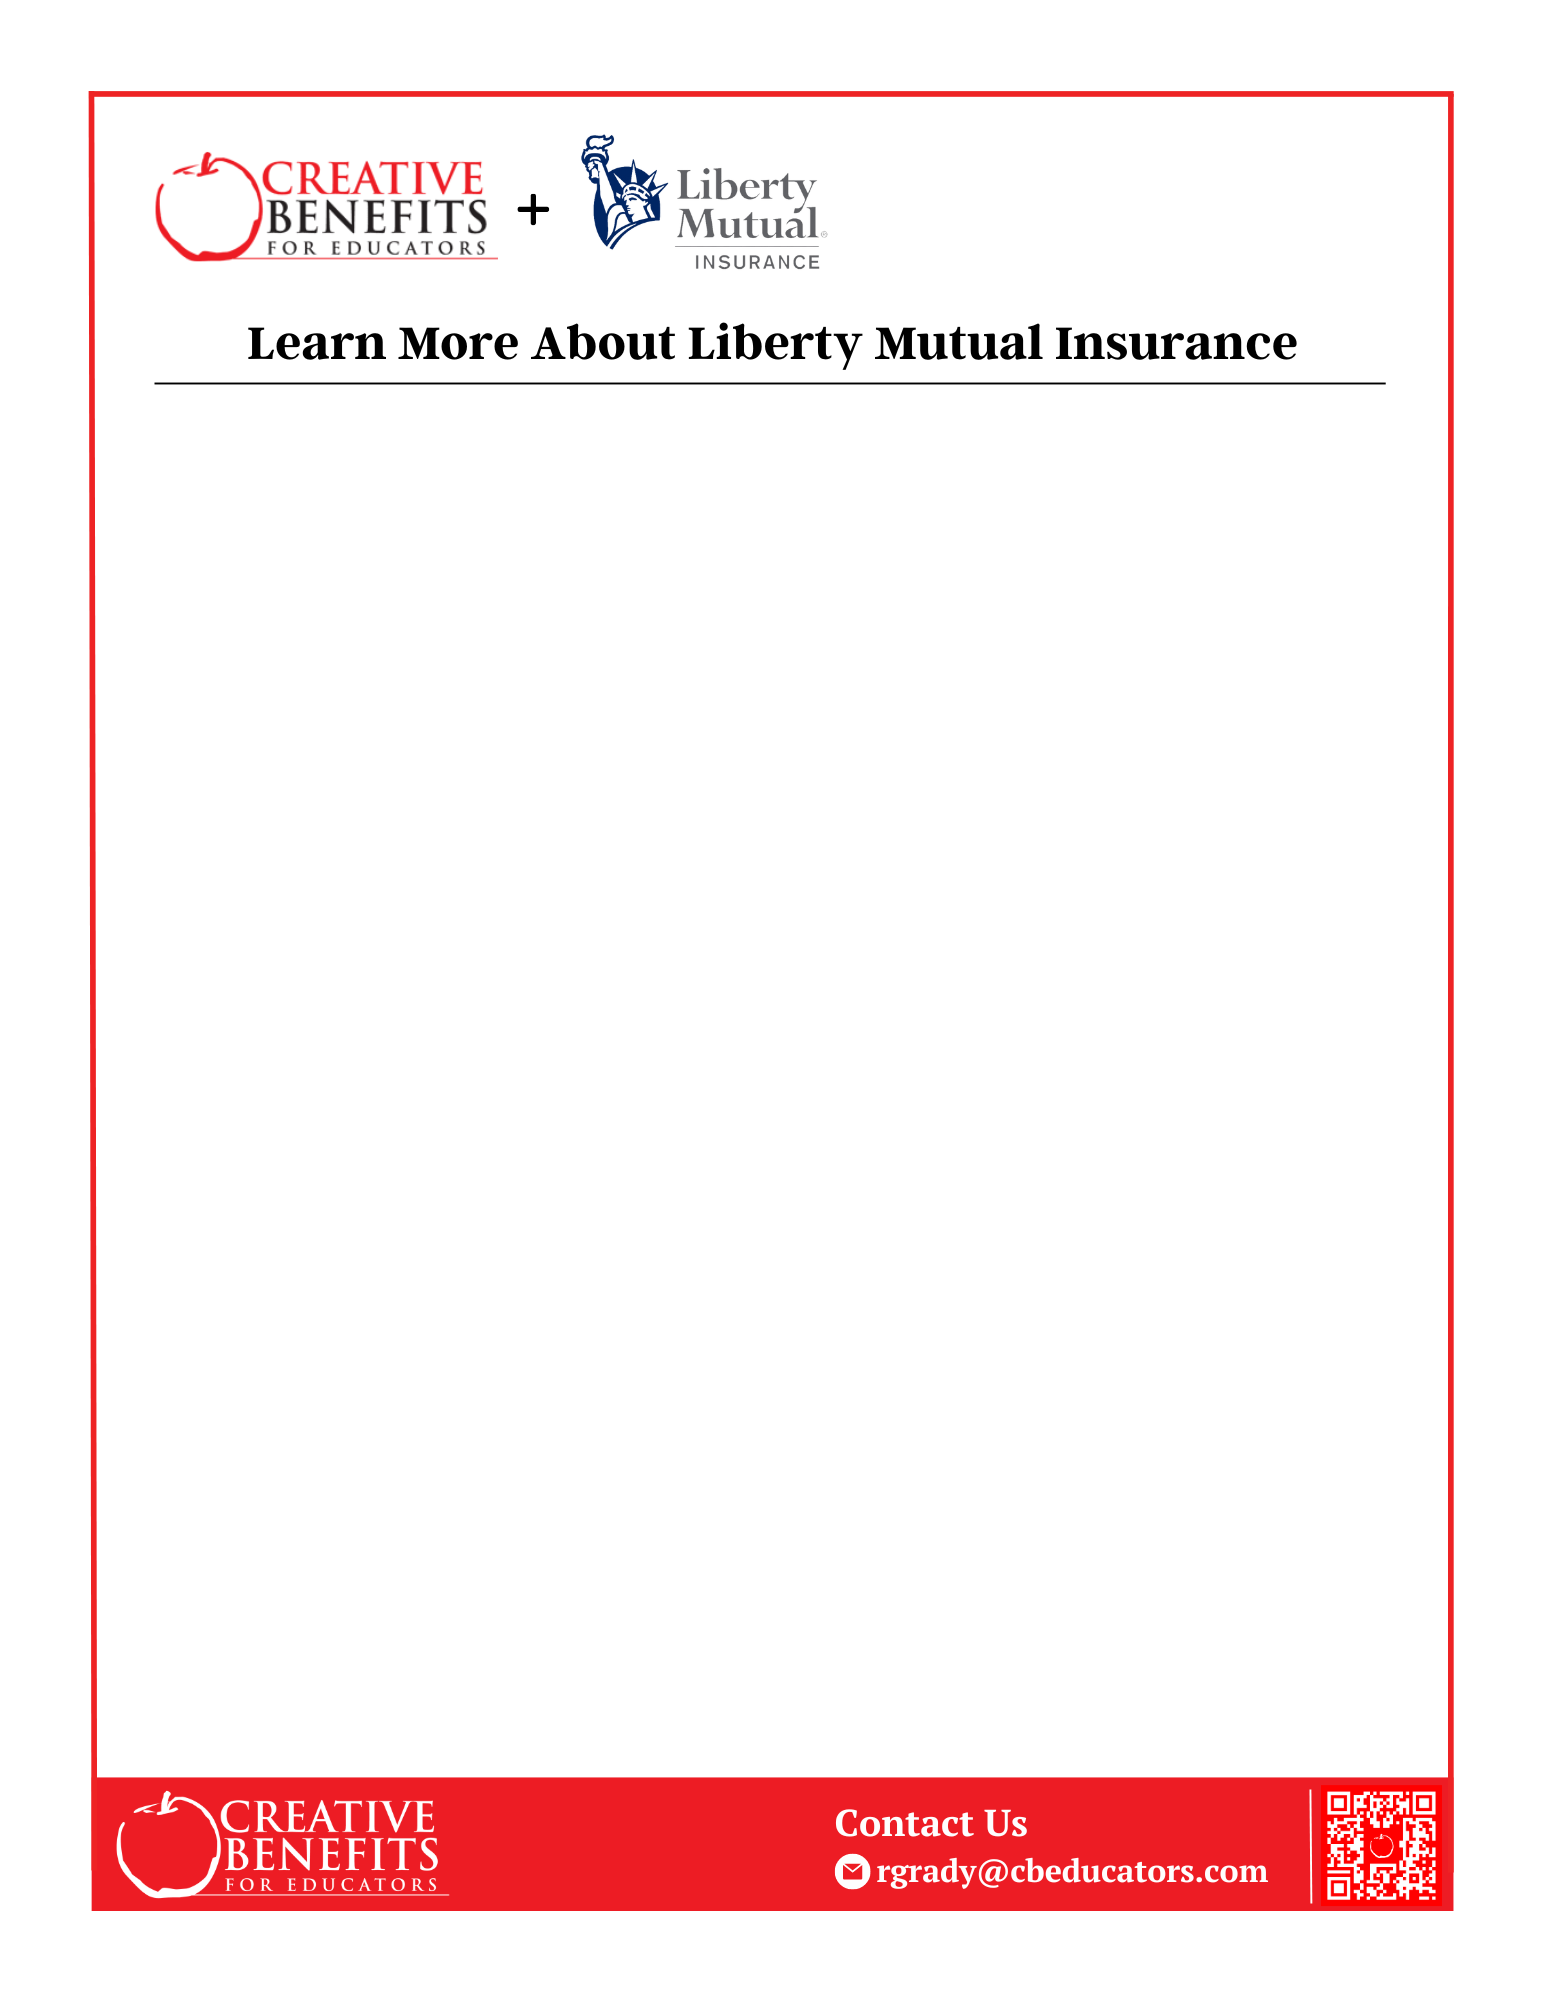 CREATIVE
BENEFITS
FOR EDUCATORS
+
Liberty
Mutual®
INSURANCE
Learn More About Liberty Mutual Insurance
CREATIVE
BENEFITS
FOR EDUCATORS
Contact Us
rgrady@cbeducators.com